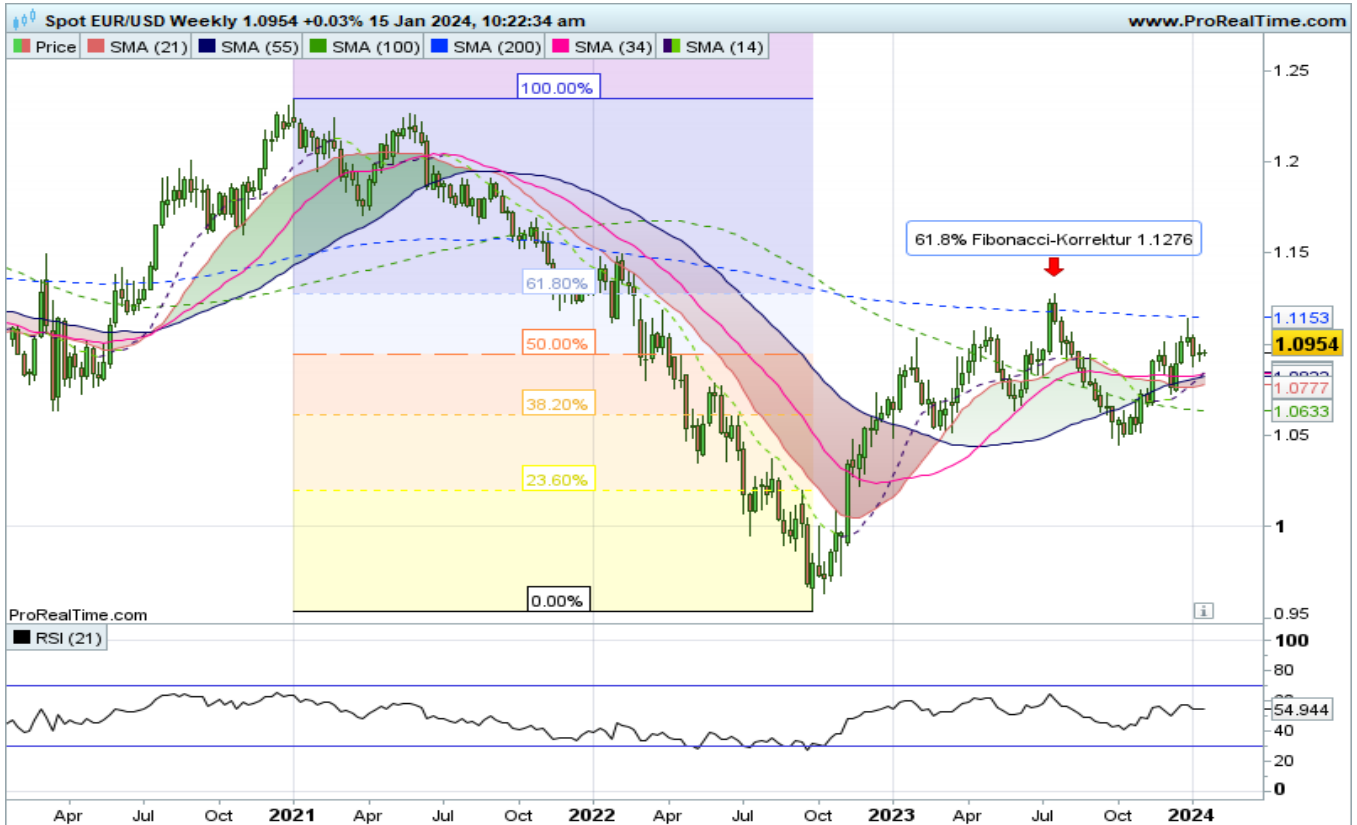 Spot EUR/USD Weekly 1.0954 +0.03% 15 Jan 2024, 10:22:34 am
www.ProRealTime.com
Price SMA (21) SMA (55) SMA (100) SMA (200) SMA (34) SMA (14)
1.25
100.00%
1.2
61.8% Fibonacci-Korrektur 1.1276
1.15
61.80%
1.1153
50.00%
1.0954
1.0777
38.20%
1.0633
1.05
23.60%
1
0.00%
0.95
ProRealTime.com
i
RSI (21)
100
80
54.944
40
20
0
Apr Jul Oct 2021 Apr Jul Oct 2022 Apr Jul Oct 2023 Apr Jul Oct 2024